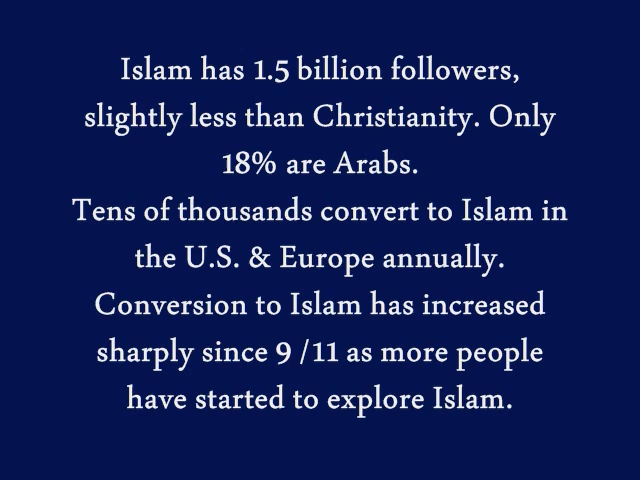 Islam has 1.5 billion followers,
slightly less than Christianity. Only
18% are Arabs.
Tens of thousands convert to Islam in
the U.S. & Europe annually.
Conversion to Islam has increased
sharply since 9 /11 as more people
have started to explore Islam.